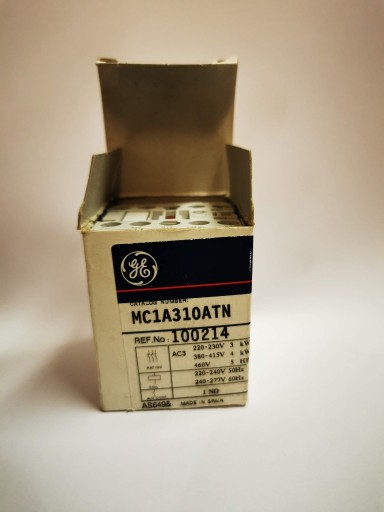 GE
CATALOG NUMBER:
MC1A310ATN
REF.No: 100214
AC3 220-230V 3 kW
380-415V 4 kW
460V 5 HP
220-240V 50Hz
240-277V 60Hz
1 NO
MADE IN SPAIN